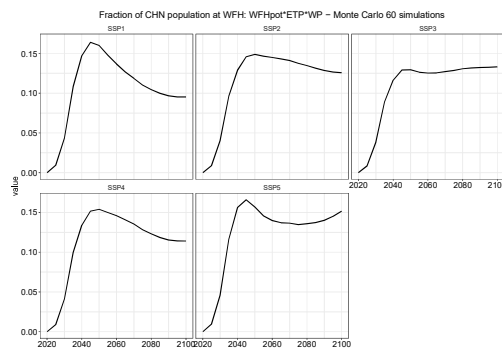 Fraction of CHN population at WFH: WFHpot*ETP*WP − Monte Carlo 60 simulations
SSP1 SSP2 SSP3
0.15
0.10
0.05
0.00
2020 2040 2060 2080 2100
value
SSP4 SSP5
0.15
0.10
0.05
0.00
2020 2040 2060 2080 2100 2020 2040 2060 2080 2100